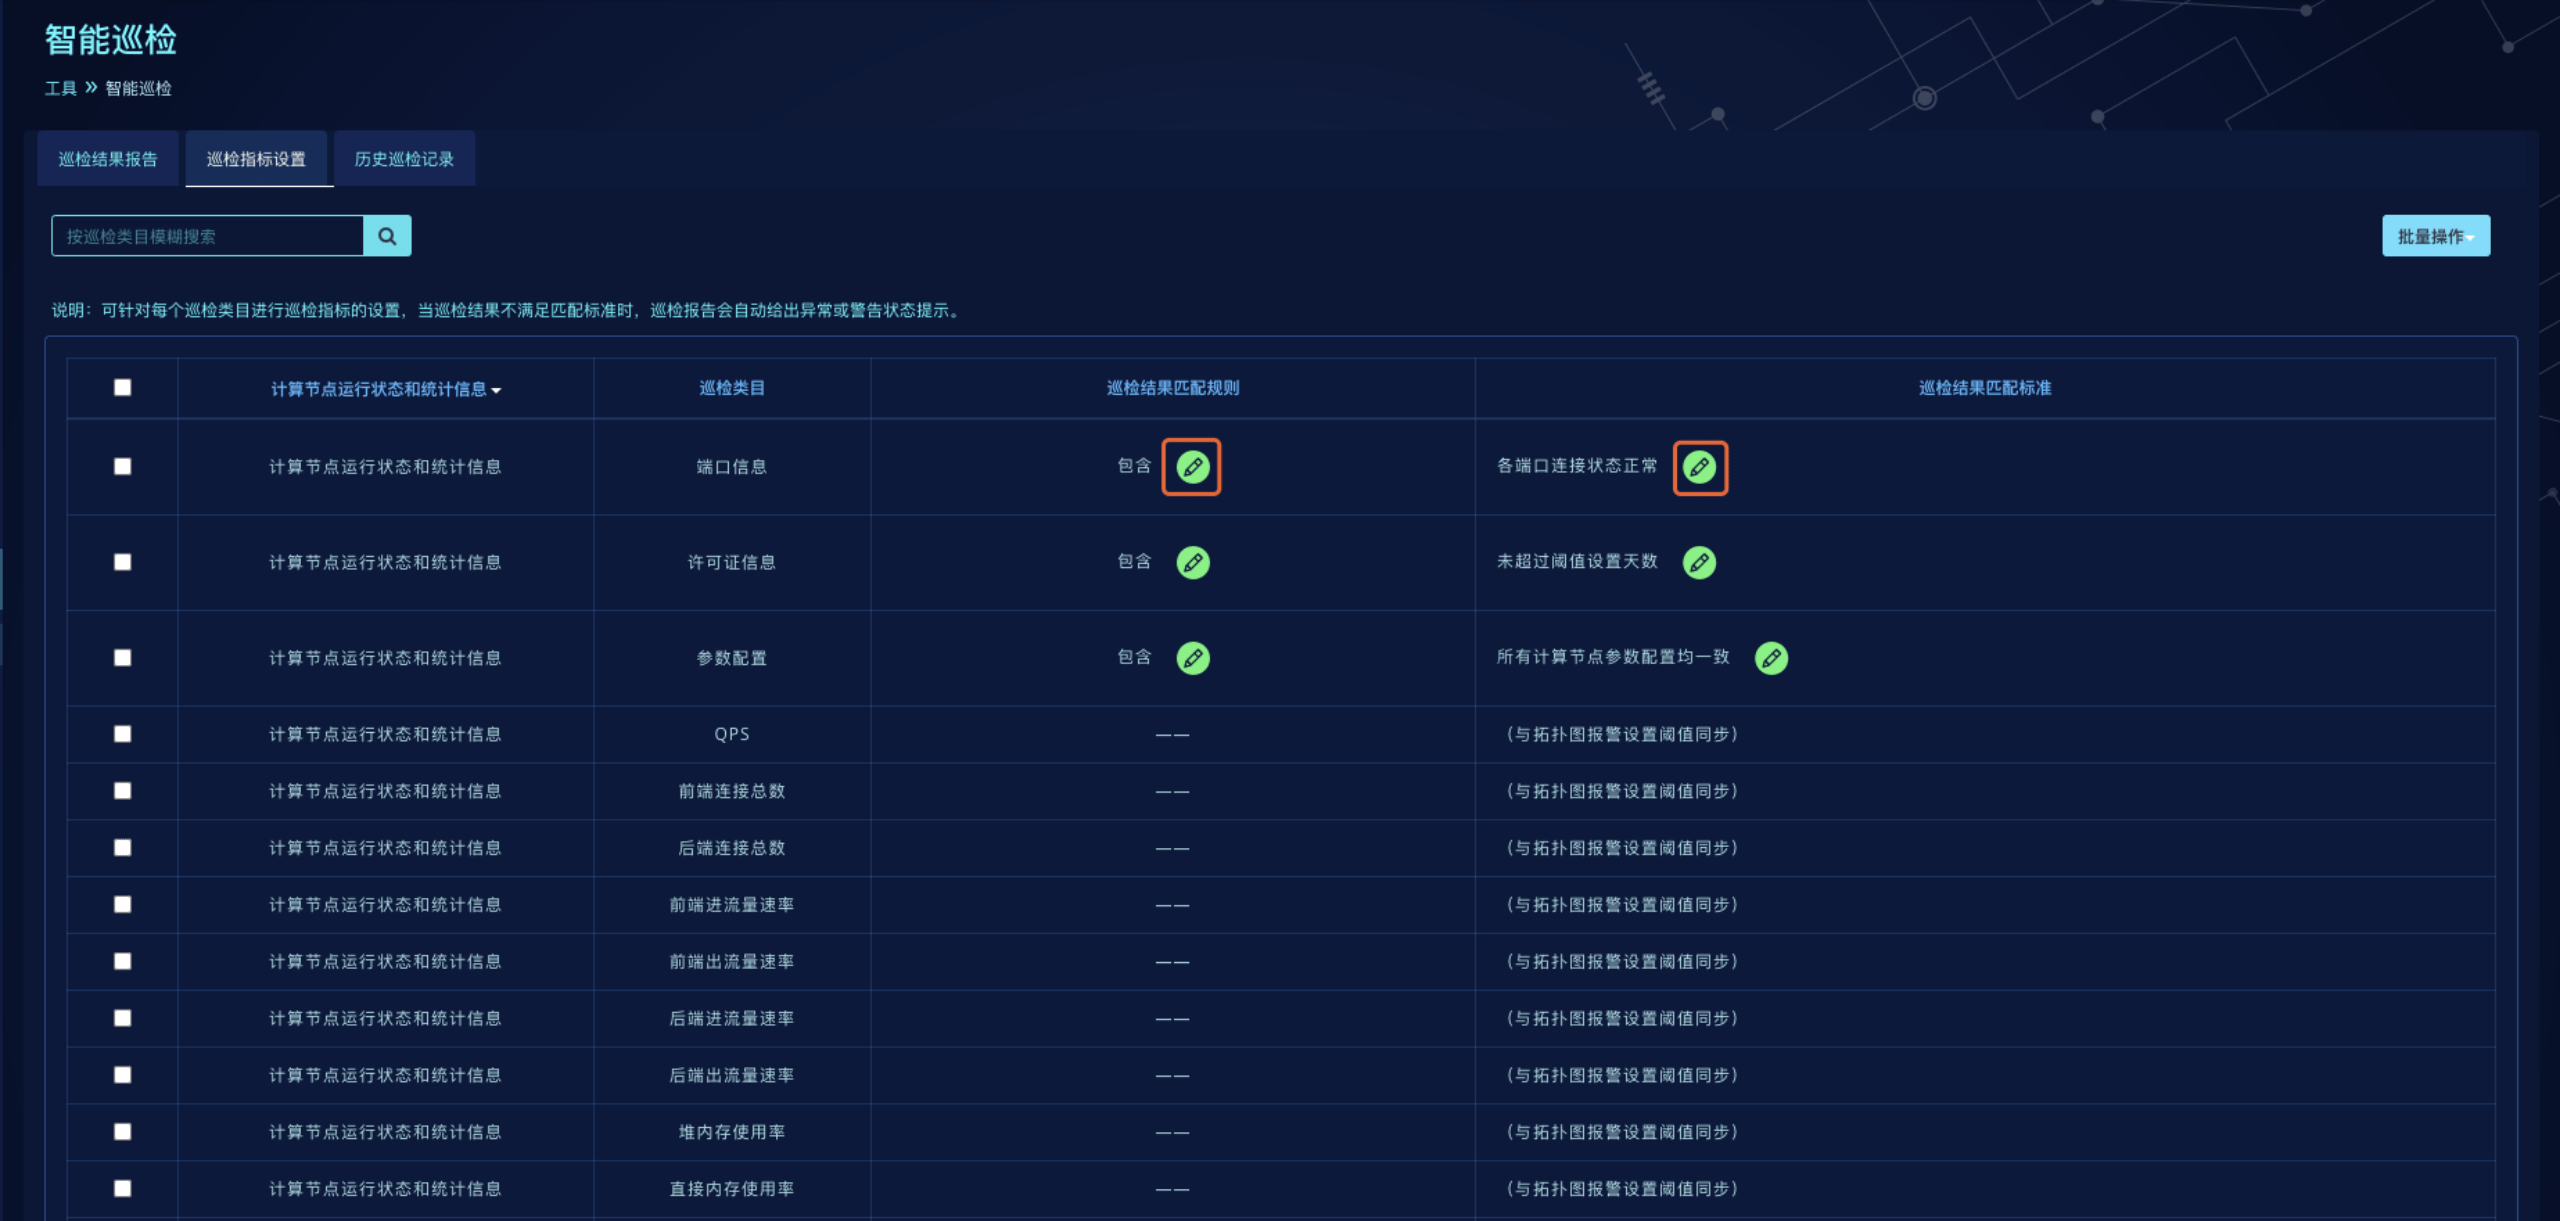 智能巡检
工具 » 智能巡检
巡检结果报告 巡检指标设置 历史巡检记录
按巡检类目模糊搜索 批量操作
说明：可针对每个巡检类目进行巡检指标的设置，当巡检结果不满足匹配标准时，巡检报告会自动给出异常或警告状态提示。
计算节点运行状态和统计信息 巡检类目 巡检结果匹配规则 巡检结果匹配标准
计算节点运行状态和统计信息 端口信息 包含 各端口连接状态正常
计算节点运行状态和统计信息 许可证信息 包含 未超过阈值设置天数
计算节点运行状态和统计信息 参数配置 包含 所有计算节点参数配置均一致
计算节点运行状态和统计信息 QPS —— （与拓扑图报警设置阈值同步）
计算节点运行状态和统计信息 前端连接总数 —— （与拓扑图报警设置阈值同步）
计算节点运行状态和统计信息 后端连接总数 —— （与拓扑图报警设置阈值同步）
计算节点运行状态和统计信息 前端进流量速率 —— （与拓扑图报警设置阈值同步）
计算节点运行状态和统计信息 前端出流量速率 —— （与拓扑图报警设置阈值同步）
计算节点运行状态和统计信息 后端进流量速率 —— （与拓扑图报警设置阈值同步）
计算节点运行状态和统计信息 后端出流量速率 —— （与拓扑图报警设置阈值同步）
计算节点运行状态和统计信息 堆内存使用率 —— （与拓扑图报警设置阈值同步）
计算节点运行状态和统计信息 直接内存使用率 —— （与拓扑图报警设置阈值同步）